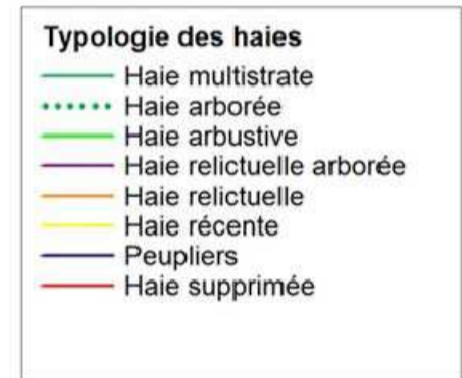 Typologie des haies
Haie multistrate
Haie arborée
Haie arbustive
Haie relictuelle arborée
Haie relictuelle
Haie récente
Peupliers
Haie supprimée